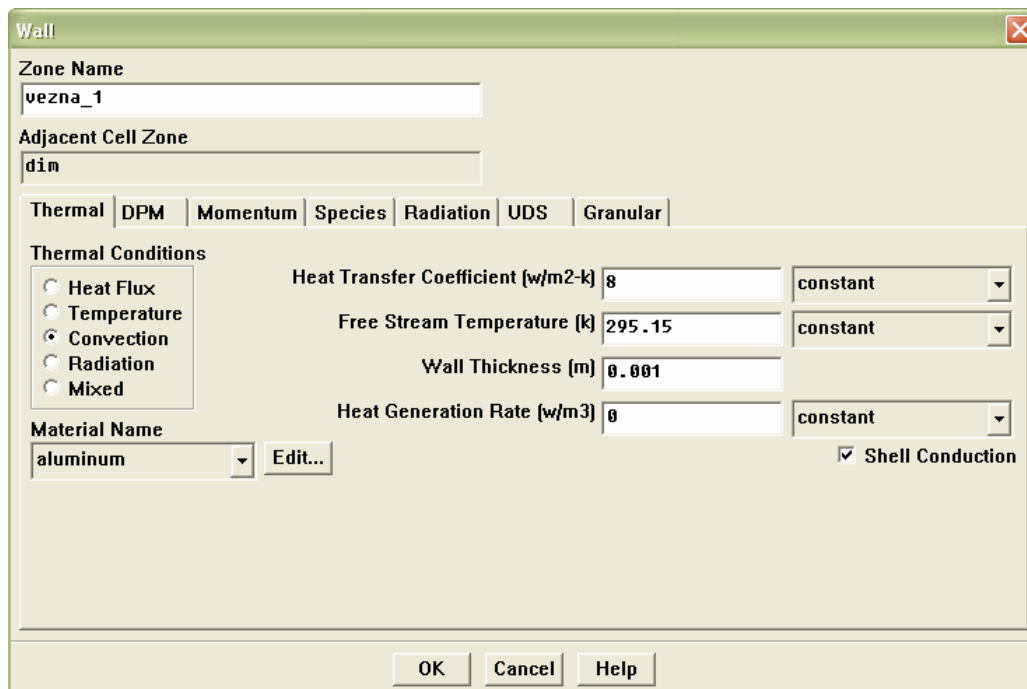 Wall
Zone Name
vezna_1
Adjacent Cell Zone
dim
Thermal DPM Momentum Species Radiation UDS Granular
Thermal Conditions
Heat Flux
Temperature
Convection
Radiation
Mixed
Material Name
aluminum Edit...
Heat Transfer Coefficient (w/m2-k) 8 constant
Free Stream Temperature (k) 295.15 constant
Wall Thickness (m) 0.001
Heat Generation Rate (w/m3) 0 constant
Shell Conduction
OK Cancel Help